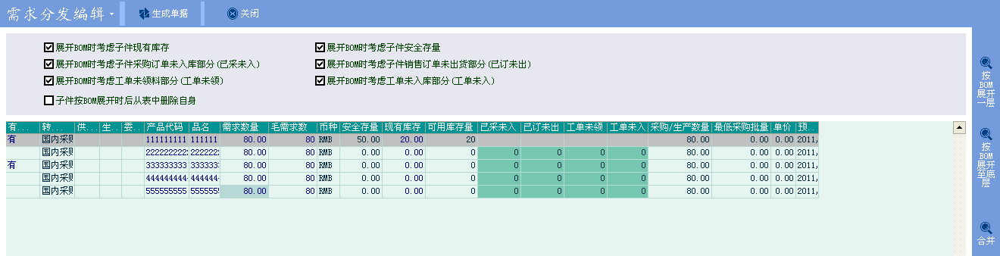 需求分发编辑 生成单据 关闭
展开BOM时考虑子件现有库存 展开BOM时考虑子件安全存量
展开BOM时考虑子件采购订单未入库部分(已采未入) 展开BOM时考虑子件销售订单未出货部分(已订未出)
展开BOM时考虑工单未领料部分(工单未领) 展开BOM时考虑工单未入库部分(工单未入)
子件按BOM展开时后从表中删除自身
有... 转... 供... 生.. 委.. 产品代码 品名 需求数量 毛需求数 币种 安全存量 现有库存 可用库存量 已采未入 已订未出 工单未领 工单未入 采购/生产数量 最低采购批量 单价 预..
有 国内采购 111111111 111111 80.00 80 RMB 50.00 20.00 20 80.00 0.00 0.00 2011,
2222222222 222222 80.00 80 RMB 0.00 0.00 0 0 0 0 0 80.00 0.00 0.00 2011,
有 国内采购 333333333 333333 80.00 80 RMB 0.00 0.00 0 0 0 0 0 80.00 0.00 0.00 2011,
国内采购 444444444 444444 80.00 80 RMB 0.00 0.00 0 0 0 0 0 80.00 0.00 0.00 2011,
国内采购 555555555 555555 80.00 80 RMB 0.00 0.00 0 0 0 0 0 80.00 0.00 0.00 2011,
按
BOM
展开
一层
按
BOM
展开
至底
层
合并